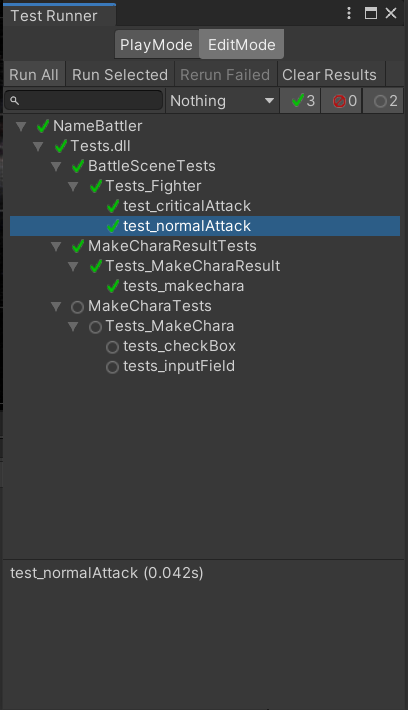 Test Runner
PlayMode EditMode
Run All Run Selected Rerun Failed Clear Results
Nothing 3 0 2
NameBattler
Tests.dll
BattleSceneTests
Tests_Fighter
test_criticalAttack
test_normalAttack
MakeCharaResultTests
Tests_MakeCharaResult
tests_makechara
MakeCharaTests
Tests_MakeChara
tests_checkBox
tests_inputField
test_normalAttack (0.042s)